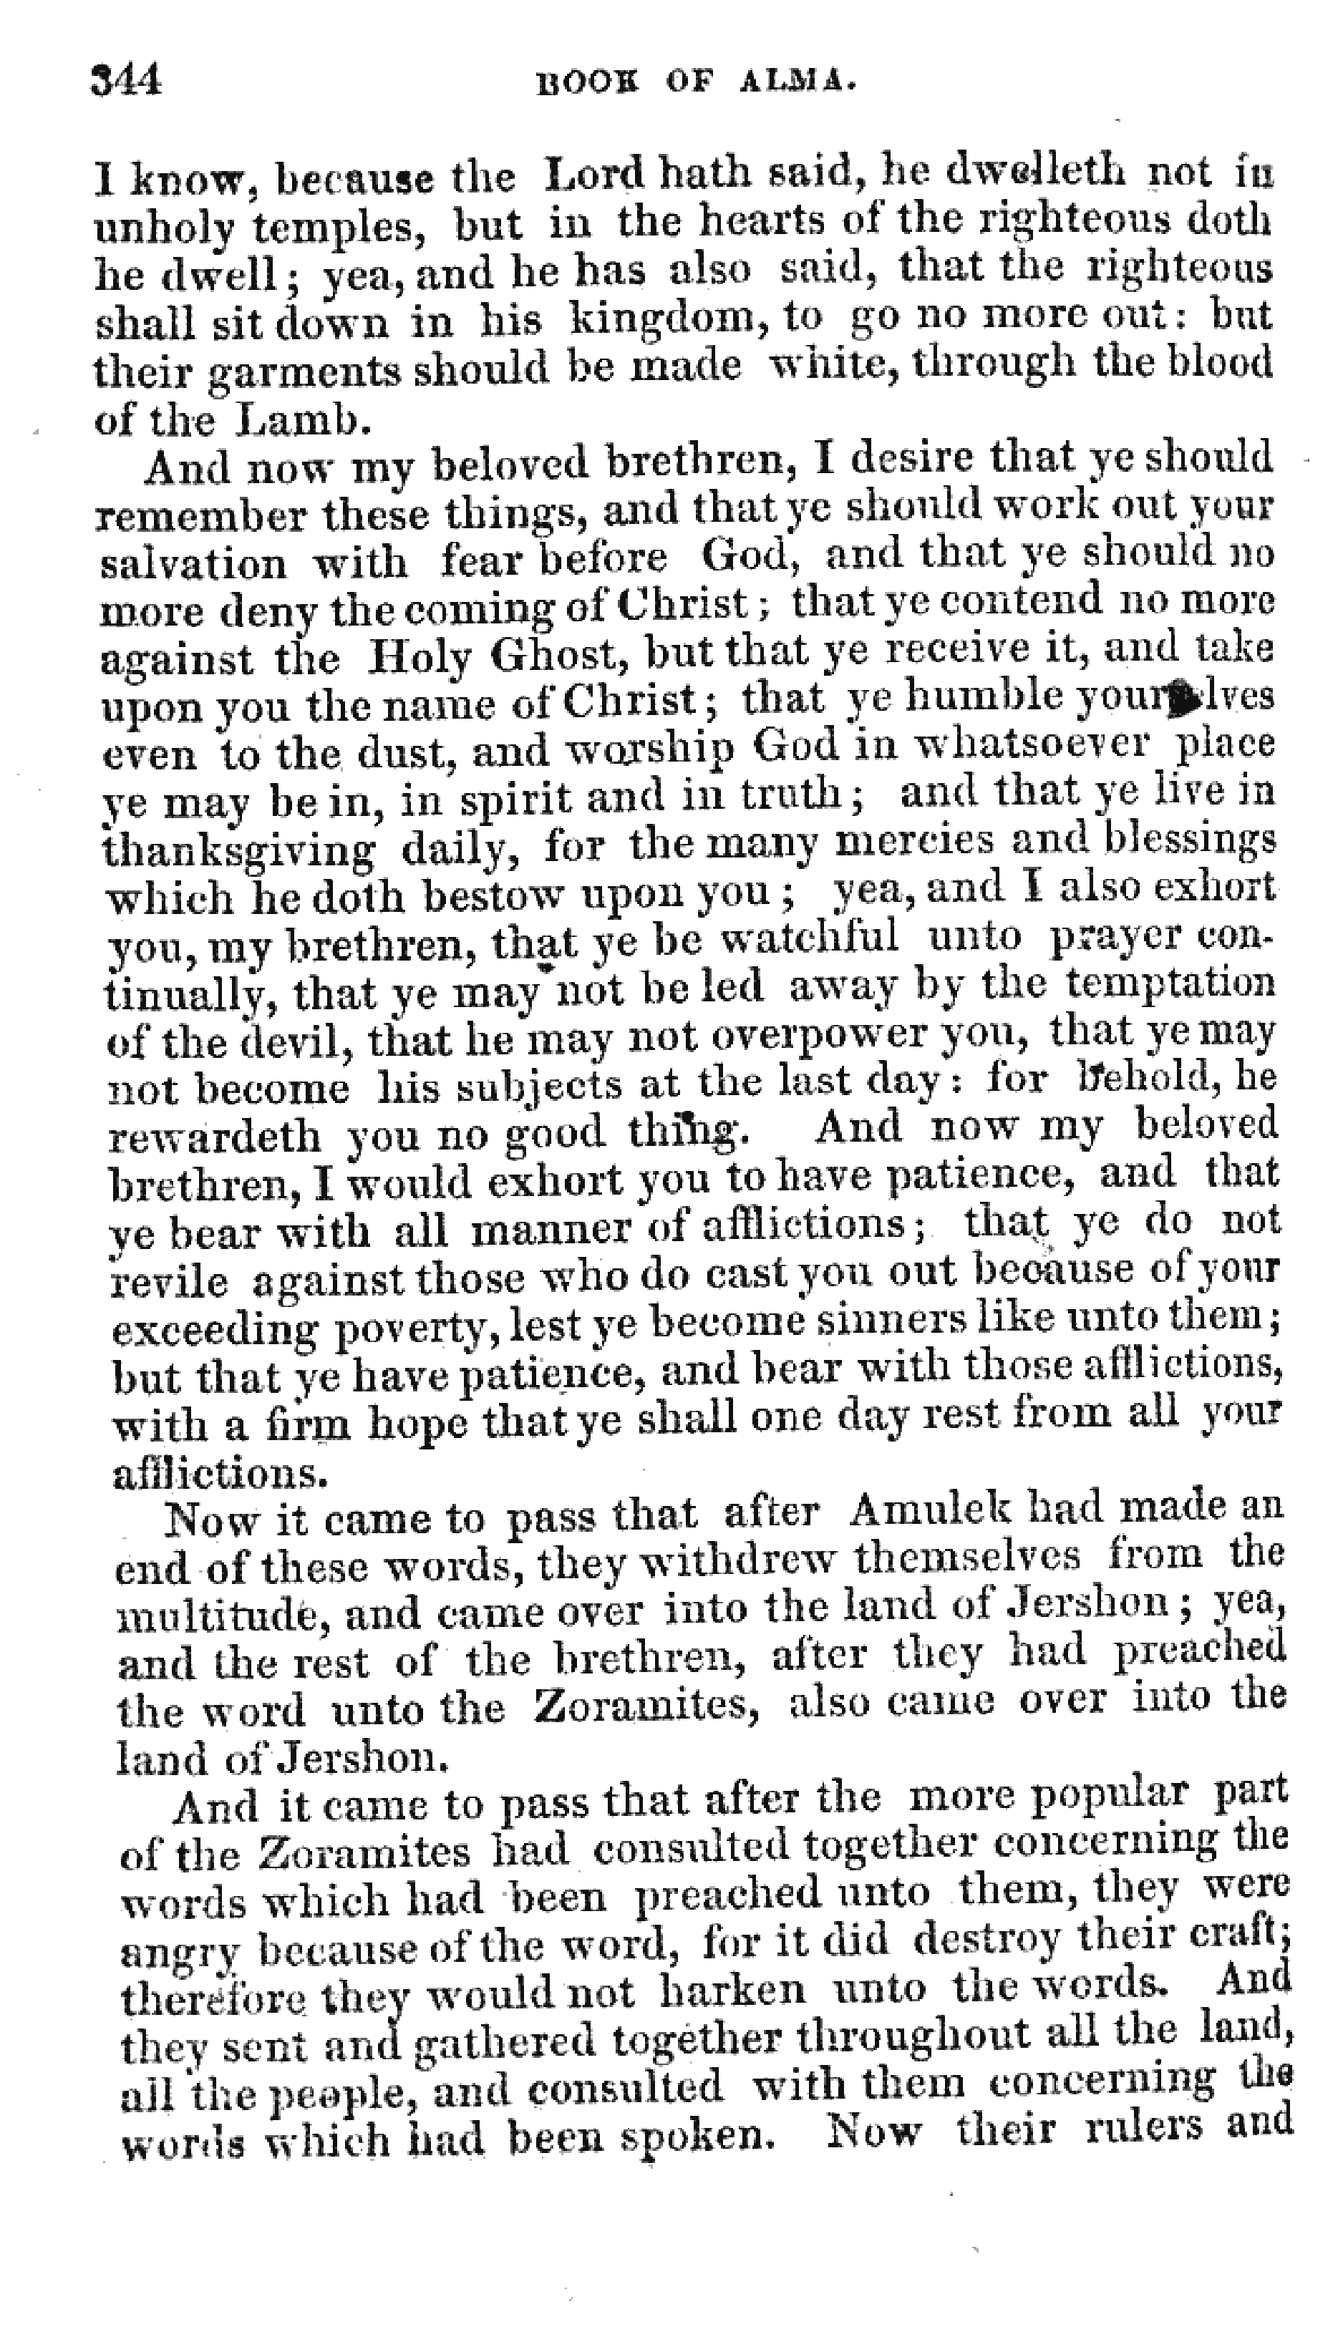 344 BOOK OF ALMA.
I know, because the Lord hath said, he dwelleth not in
unholy temples, but in the hearts of the righteous doth
he dwell; yea, and he has also said, that the righteous
shall sit down in his kingdom, to go no more out: but
their garments should be made white, through the blood
of the Lamb.
And now my beloved brethren, I desire that ye should
remember these things, and that ye should work out your
salvation with fear before God, and that ye should no
more deny the coming of Christ; that ye contend no more
against the Holy Ghost, but that ye receive it, and take
upon you the name of Christ; that ye humble yourselves
even to the dust, and worship God in whatsoever place
ye may be in, in spirit and in truth; and that ye live in
thanksgiving daily, for the many mercies and blessings
which he doth bestow upon you; yea, and I also exhort
you, my brethren, that ye be watchful unto prayer con-
tinually, that ye may not be led away by the temptation
of the devil, that he may not overpower you, that ye may
not become his subjects at the last day: for behold, he
rewardeth you no good thing. And now my beloved
brethren, I would exhort you to have patience, and that
ye bear with all manner of afflictions; that ye do not
revile against those who do cast you out because of your
exceeding poverty, lest ye become sinners like unto them;
but that ye have patience, and bear with those afflictions,
with a firm hope that ye shall one day rest from all your
afflictions.
Now it came to pass that after Amulek had made an
end of these words, they withdrew themselves from the
multitude, and came over into the land of Jershon; yea,
and the rest of the brethren, after they had preached
the word unto the Zoramites, also came over into the
land of Jershon.
And it came to pass that after the more popular part
of the Zoramites had consulted together concerning the
words which had been preached unto them, they were
angry because of the word, for it did destroy their craft;
therefore they would not harken unto the words. And
they sent and gathered together throughout all the land,
all the people, and consulted with them concerning the
words which had been spoken. Now their rulers and